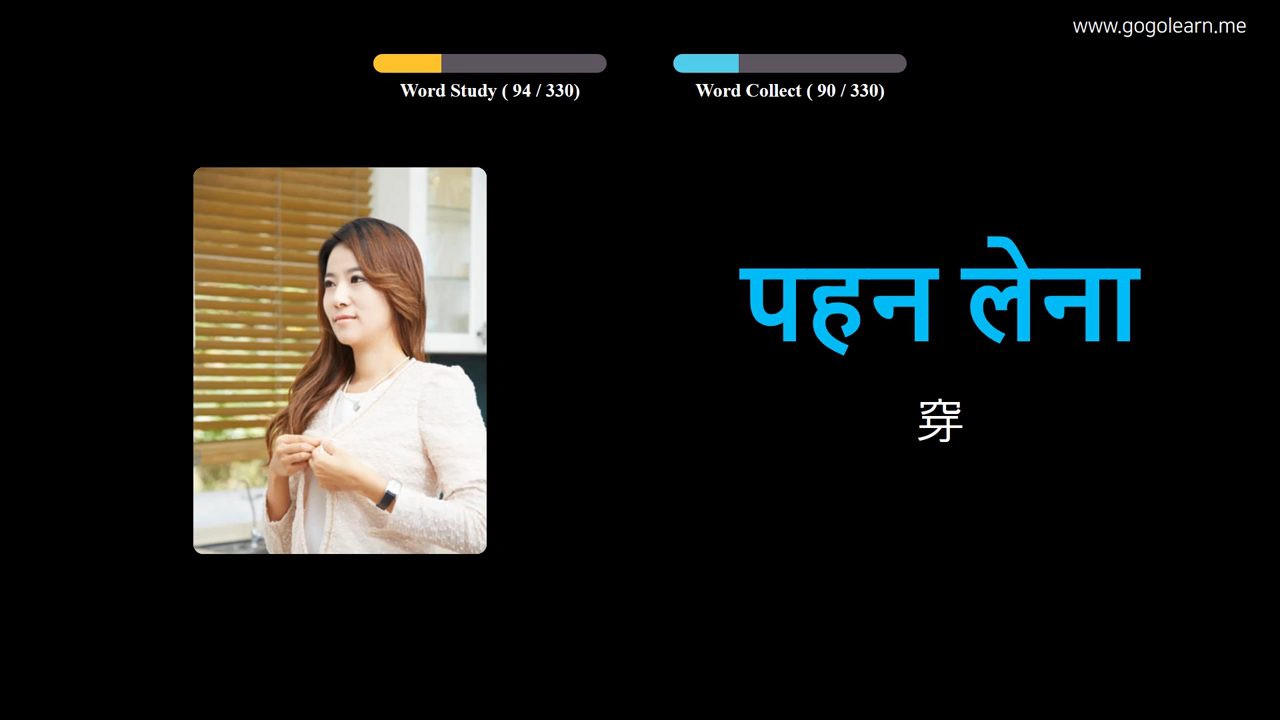 www.gogolearn.me
Word Study ( 94 / 330)
Word Collect ( 90 / 330)
पहन लेना
穿